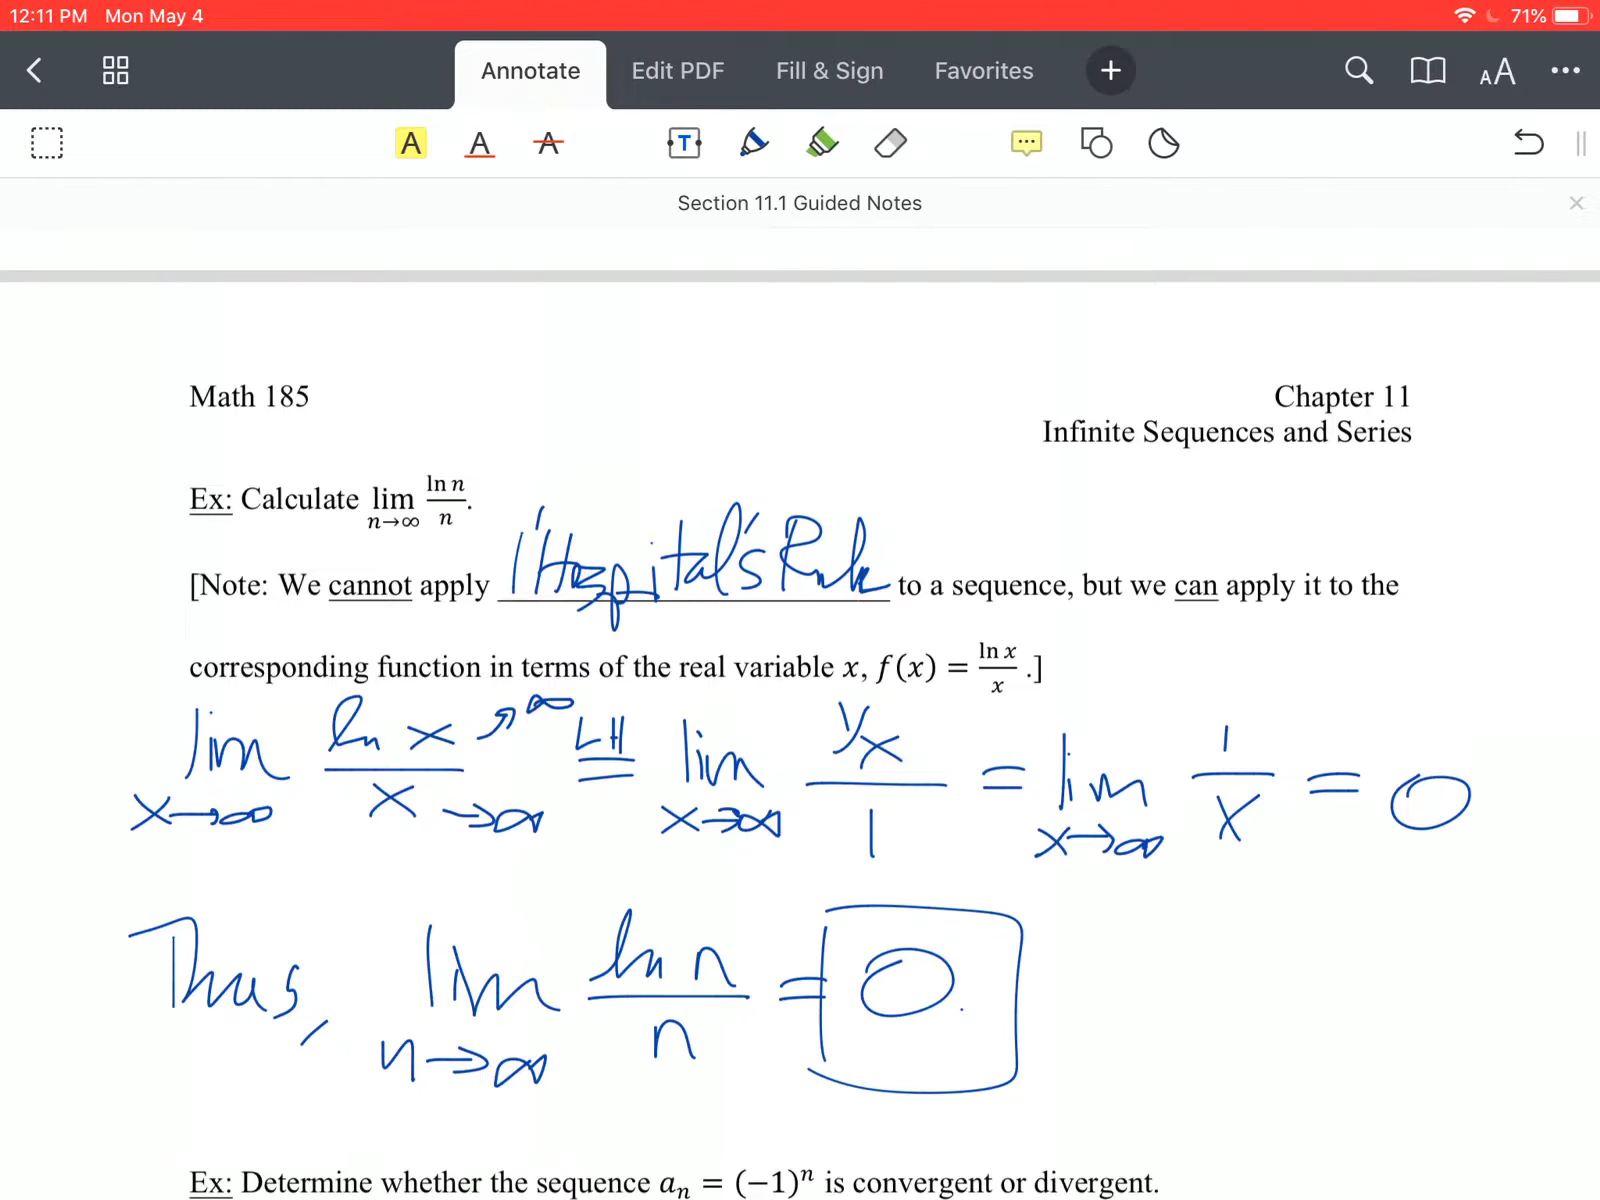 12:11 PM Mon May 4 71%
Annotate Edit PDF Fill & Sign Favorites + AA
A A A T
Section 11.1 Guided Notes
Math 185 Chapter 11
Infinite Sequences and Series
Ex: Calculate lim n→∞ ln n / n.
[Note: We cannot apply l'Hospital's Rule to a sequence, but we can apply it to the
corresponding function in terms of the real variable x, f(x) = ln x / x .]
lim x→∞ ln x →∞ / x →∞ LH= lim x→∞ 1/x / 1 = lim x→∞ 1 / x = 0
Thus, lim n→∞ ln n / n = 0.
Ex: Determine whether the sequence aₙ = (−1)ⁿ is convergent or divergent.